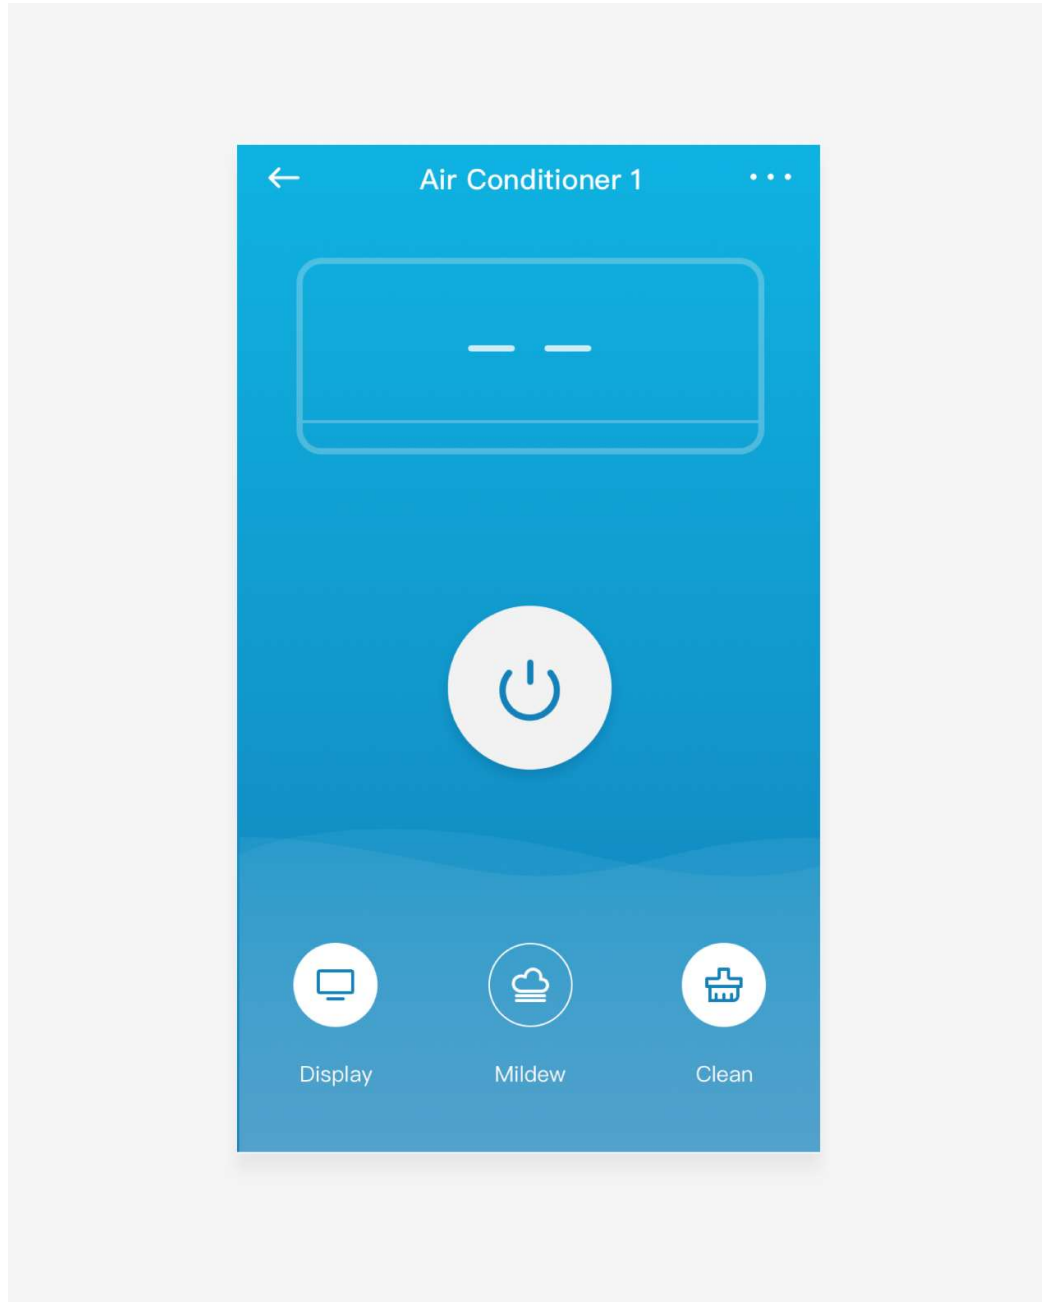 Air Conditioner 1
— —
Display
Mildew
Clean